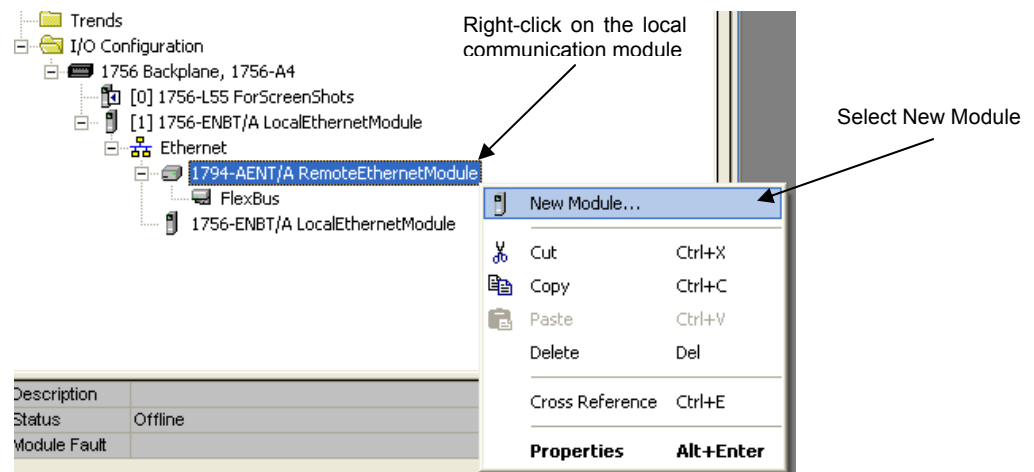 Trends
I/O Configuration
1756 Backplane, 1756-A4
[0] 1756-L55 ForScreenShots
[1] 1756-ENBT/A LocalEthernetModule
Ethernet
1794-AENT/A RemoteEthernetModule
FlexBus
1756-ENBT/A LocalEthernetModule
Right-click on the local
communication module
Select New Module
New Module...
Cut Ctrl+X
Copy Ctrl+C
Paste Ctrl+V
Delete Del
Cross Reference Ctrl+E
Properties Alt+Enter
Description
Status Offline
Module Fault